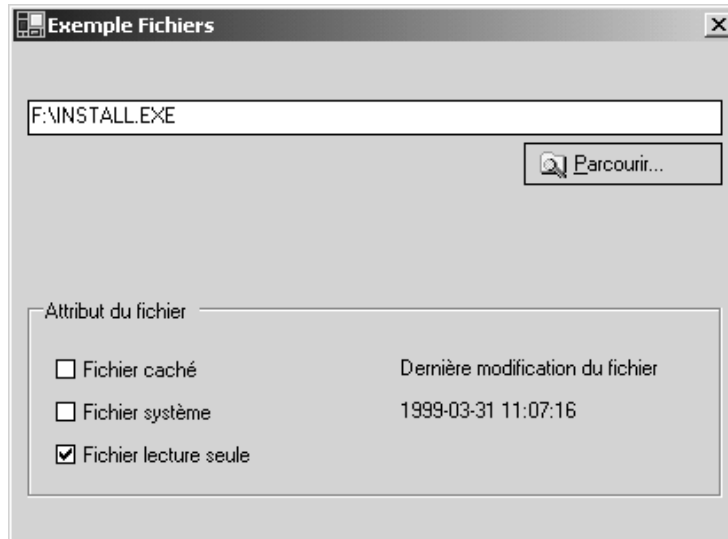 Exemple Fichiers
F:\INSTALL.EXE
Parcourir...
Attribut du fichier
Fichier caché
Dernière modification du fichier
Fichier système
1999-03-31 11:07:16
Fichier lecture seule